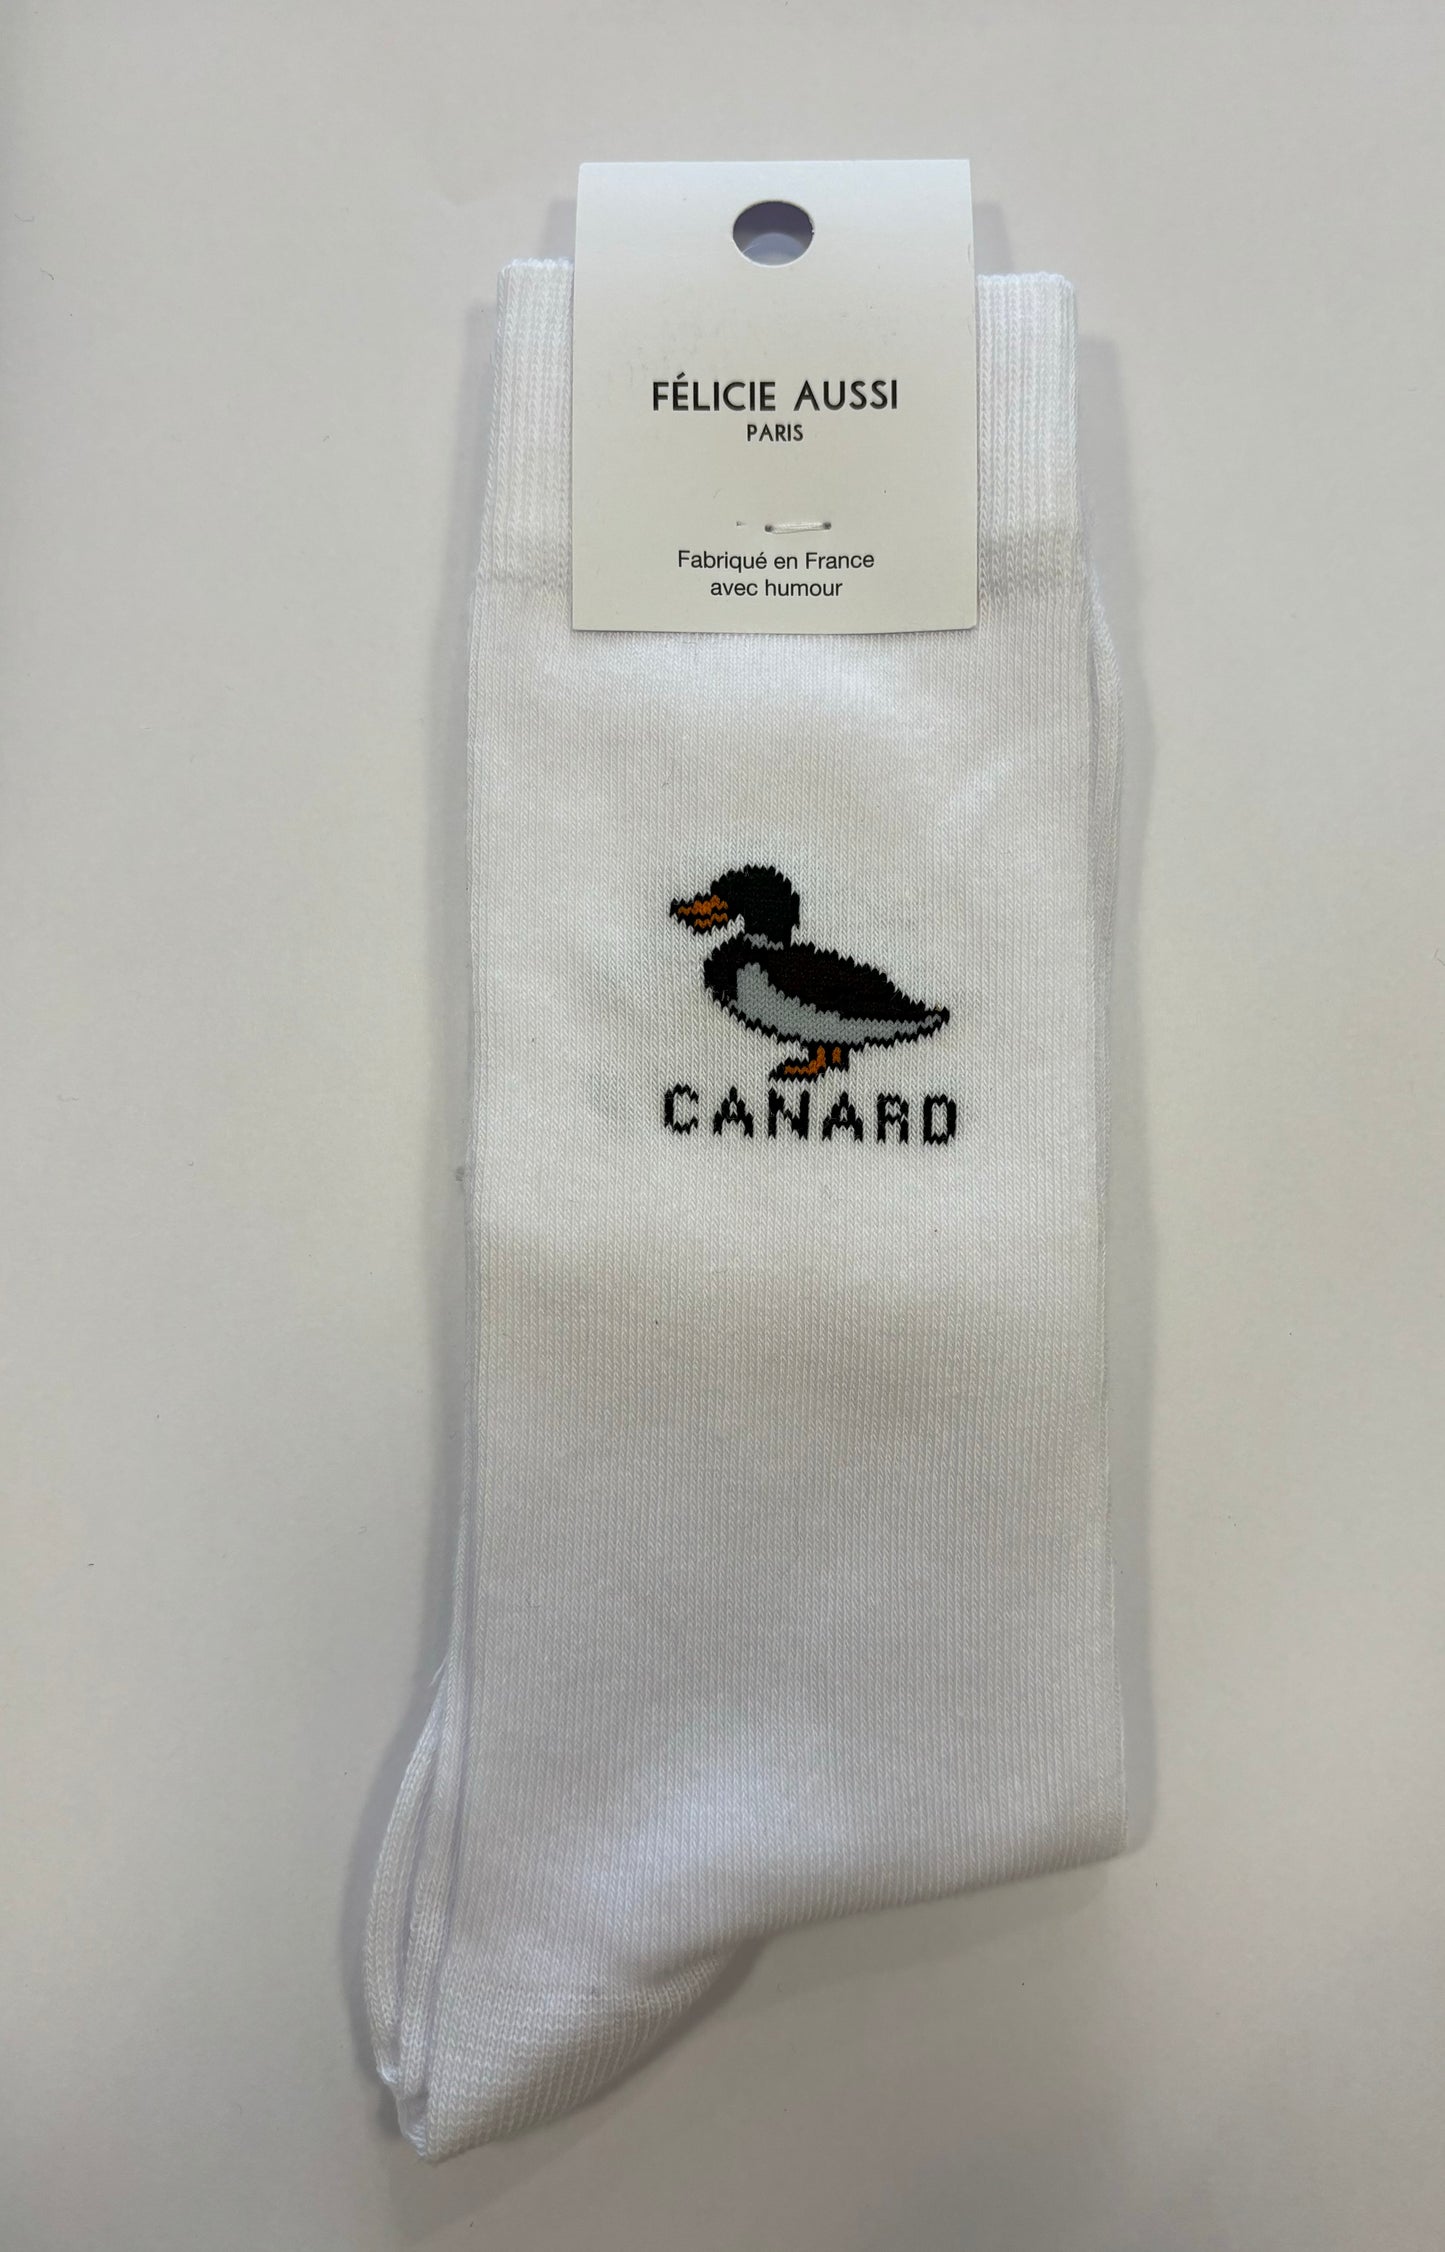 FÉLICIE AUSSI
PARIS
Fabriqué en France
avec humour
CANARD